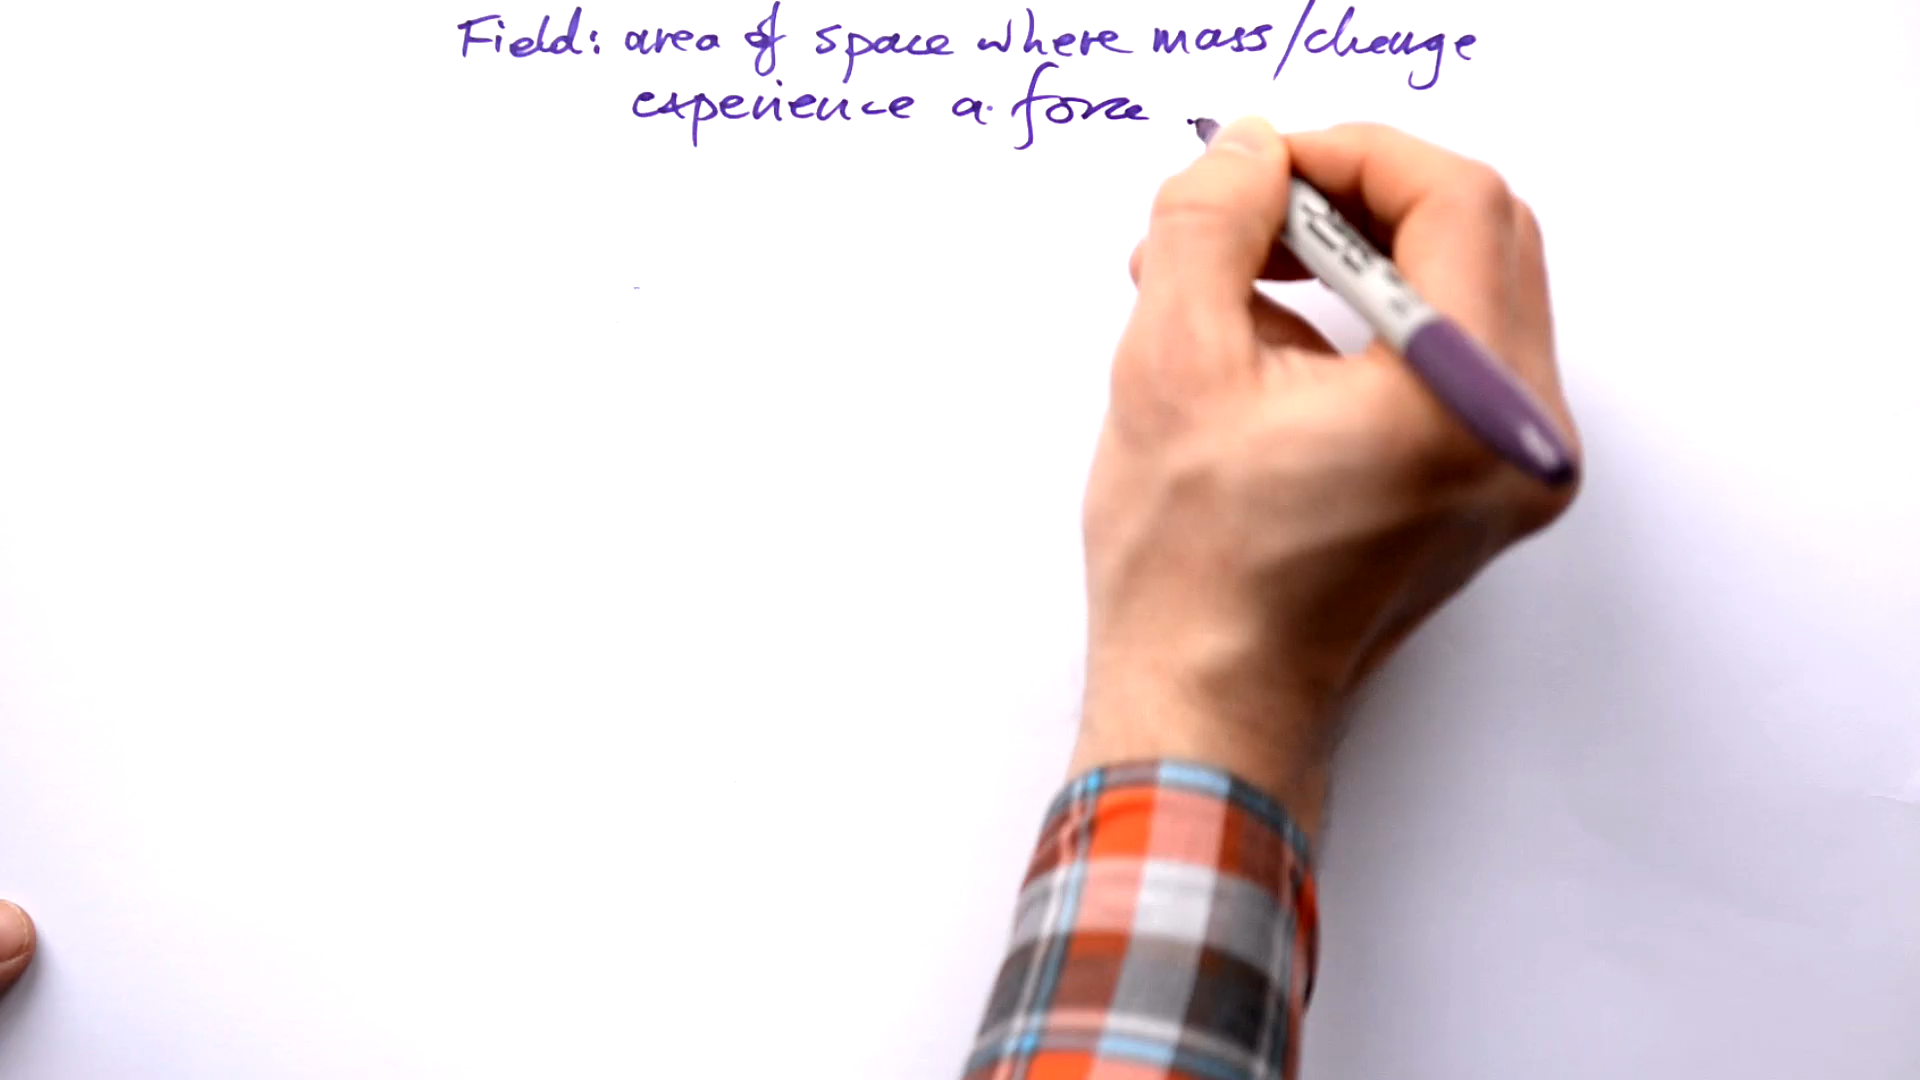 Field: area of space where mass/charge
experience a force